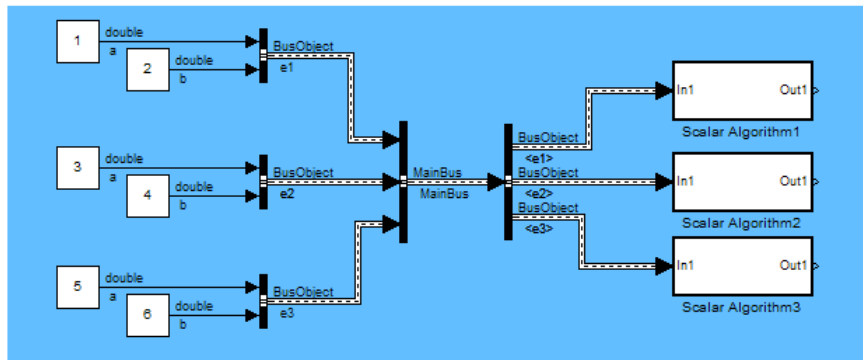 1
double
a
2
double
b
BusObject
e1
3
double
a
4
double
b
BusObject
e2
5
double
a
6
double
b
BusObject
e3
MainBus
MainBus
BusObject
<e1>
BusObject
<e2>
BusObject
<e3>
In1 Out1
Scalar Algorithm1
In1 Out1
Scalar Algorithm2
In1 Out1
Scalar Algorithm3